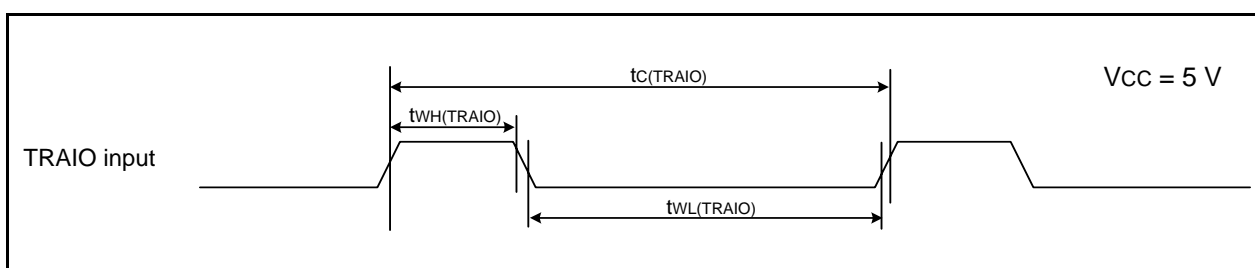 tC(TRAIO)
VCC = 5 V
tWH(TRAIO)
TRAIO input
tWL(TRAIO)